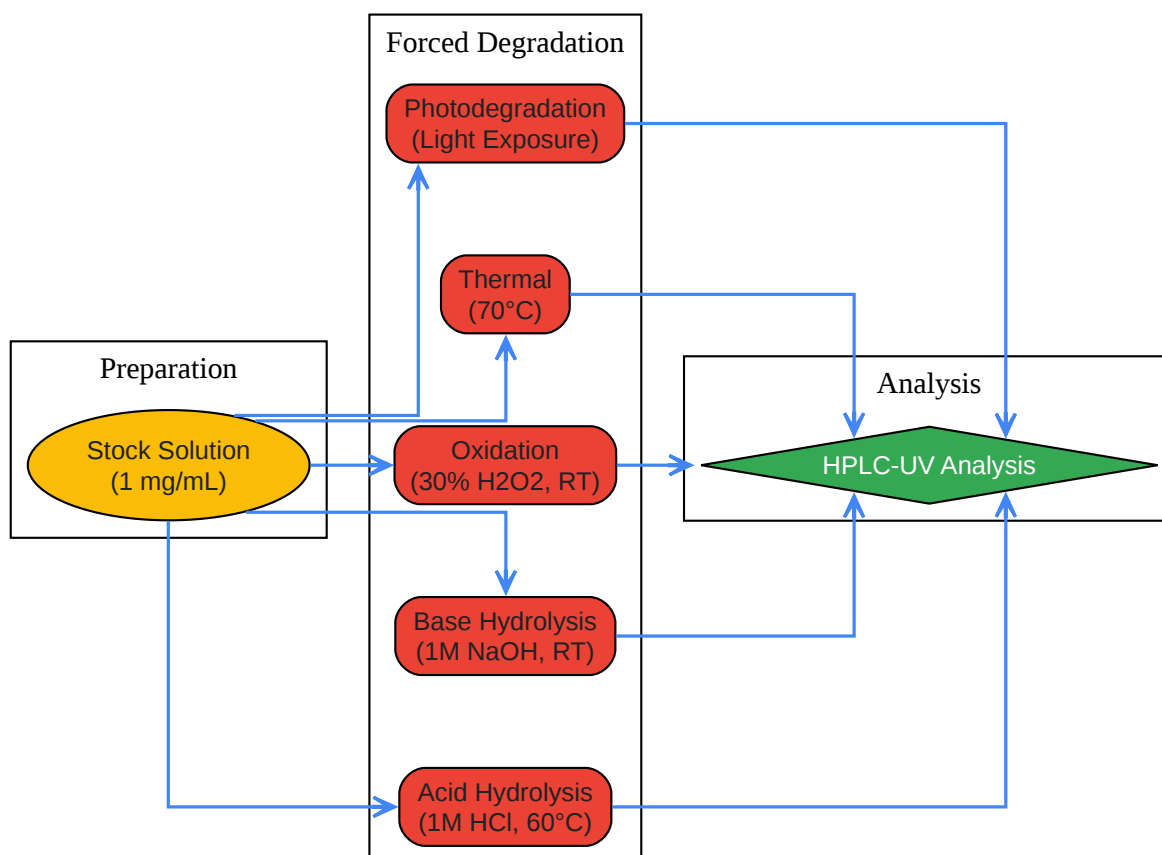 Preparation
Stock Solution
(1 mg/mL)
Forced Degradation
Photodegradation
(Light Exposure)
Thermal
(70°C)
Oxidation
(30% H2O2, RT)
Base Hydrolysis
(1M NaOH, RT)
Acid Hydrolysis
(1M HCl, 60°C)
Analysis
HPLC-UV Analysis